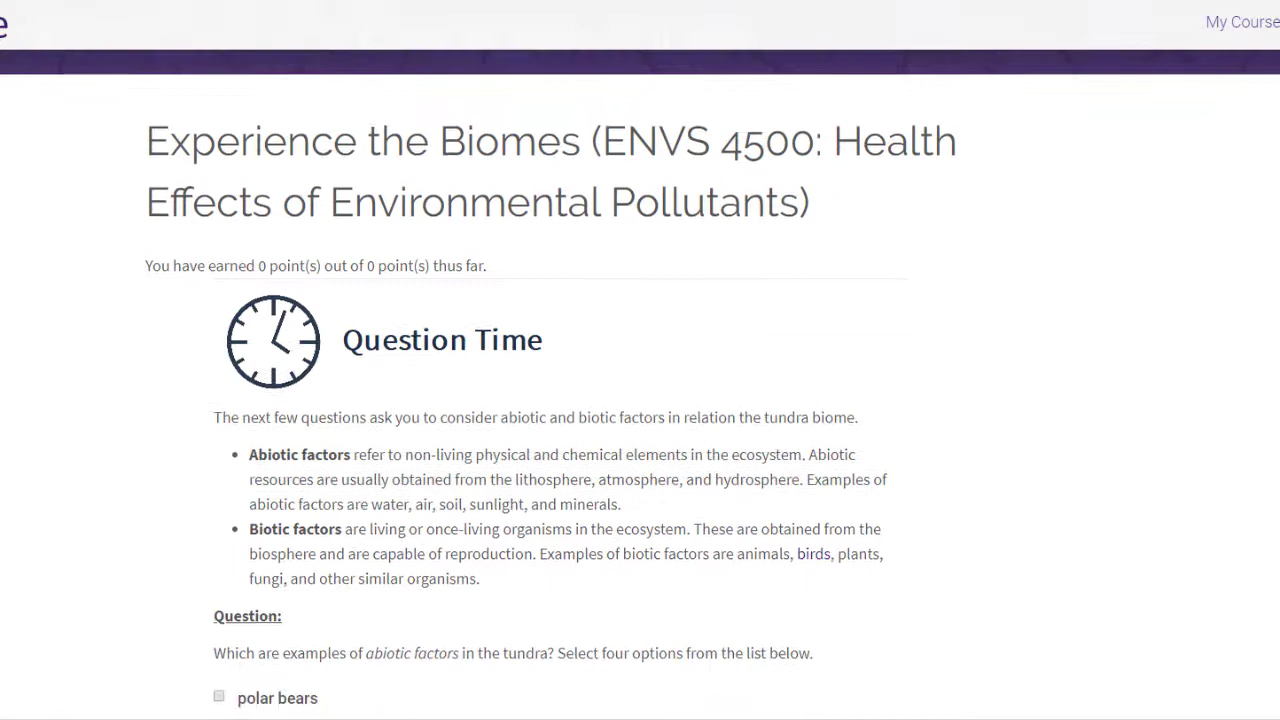 e
My Course
Experience the Biomes (ENVS 4500: Health
Effects of Environmental Pollutants)
You have earned 0 point(s) out of 0 point(s) thus far.
Question Time
The next few questions ask you to consider abiotic and biotic factors in relation the tundra biome.
• Abiotic factors refer to non-living physical and chemical elements in the ecosystem. Abiotic
resources are usually obtained from the lithosphere, atmosphere, and hydrosphere. Examples of
abiotic factors are water, air, soil, sunlight, and minerals.
• Biotic factors are living or once-living organisms in the ecosystem. These are obtained from the
biosphere and are capable of reproduction. Examples of biotic factors are animals, birds, plants,
fungi, and other similar organisms.
Question:
Which are examples of abiotic factors in the tundra? Select four options from the list below.
polar bears